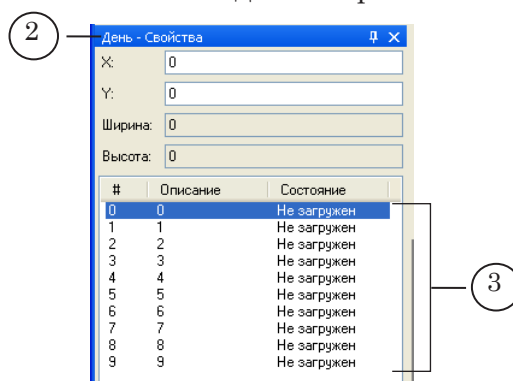 2
День - Свойства
X: 0
Y: 0
Ширина: 0
Высота: 0
# Описание Состояние
0 0 Не загружен
1 1 Не загружен
2 2 Не загружен
3 3 Не загружен
4 4 Не загружен
5 5 Не загружен
6 6 Не загружен
7 7 Не загружен
8 8 Не загружен
9 9 Не загружен
3